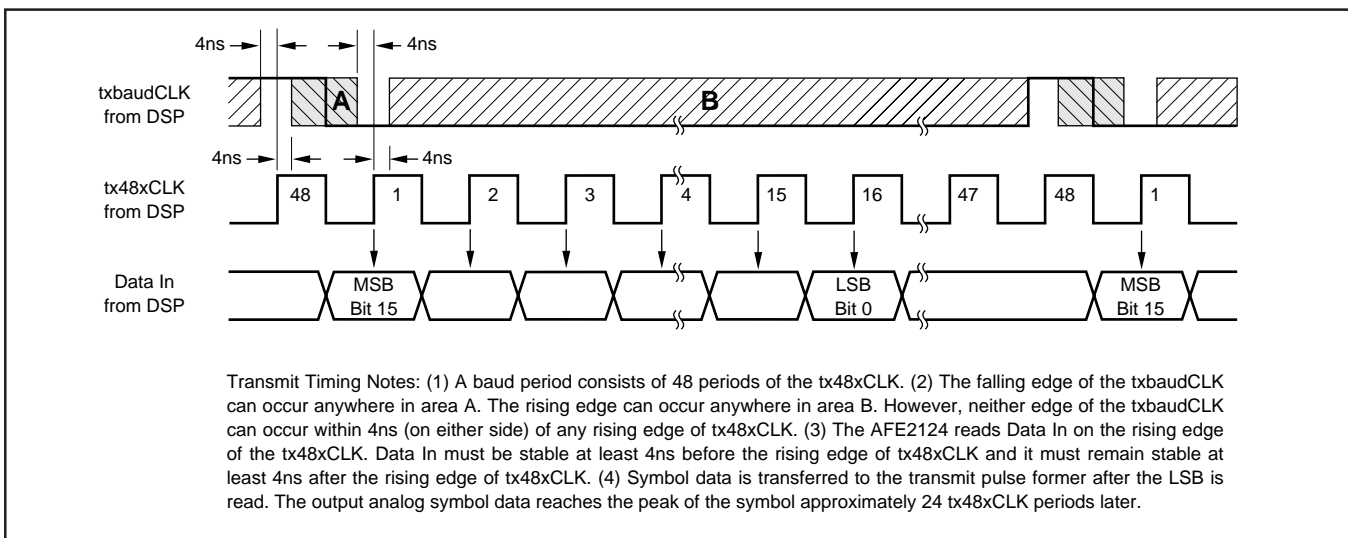 4ns
4ns
txbaudCLK
from DSP
A
B
4ns
4ns
tx48xCLK
from DSP
48
1
2
3
4
15
16
47
48
1
Data In
from DSP
MSB
Bit 15
LSB
Bit 0
MSB
Bit 15
Transmit Timing Notes: (1) A baud period consists of 48 periods of the tx48xCLK. (2) The falling edge of the txbaudCLK
can occur anywhere in area A. The rising edge can occur anywhere in area B. However, neither edge of the txbaudCLK
can occur within 4ns (on either side) of any rising edge of tx48xCLK. (3) The AFE2124 reads Data In on the rising edge
of the tx48xCLK. Data In must be stable at least 4ns before the rising edge of tx48xCLK and it must remain stable at
least 4ns after the rising edge of tx48xCLK. (4) Symbol data is transferred to the transmit pulse former after the LSB is
read. The output analog symbol data reaches the peak of the symbol approximately 24 tx48xCLK periods later.